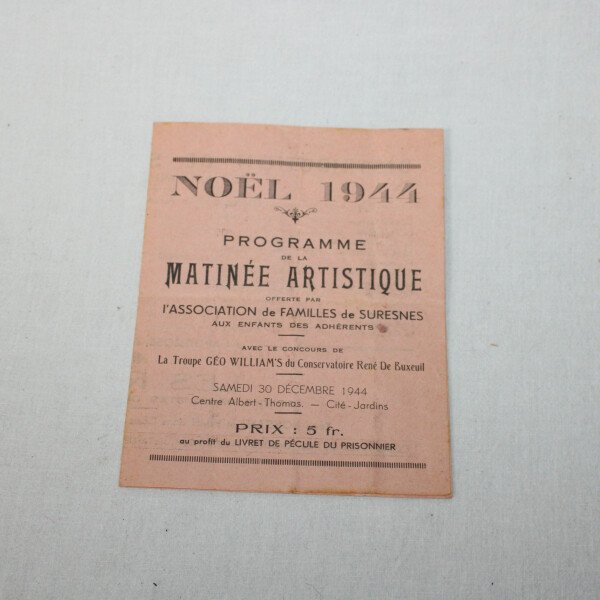 NOËL 1944
PROGRAMME
DE LA
MATINÉE ARTISTIQUE
OFFERTE PAR
l'ASSOCIATION de FAMILLES de SURESNES
AUX ENFANTS DES ADHÉRENTS
AVEC LE CONCOURS DE
La Troupe GÉO WILLIAM'S du Conservatoire René De Buxeuil
SAMEDI 30 DÉCEMBRE 1944
Centre Albert-Thomas. — Cité-Jardins
PRIX : 5 fr.
au profit du LIVRET DE PÉCULE DU PRISONNIER